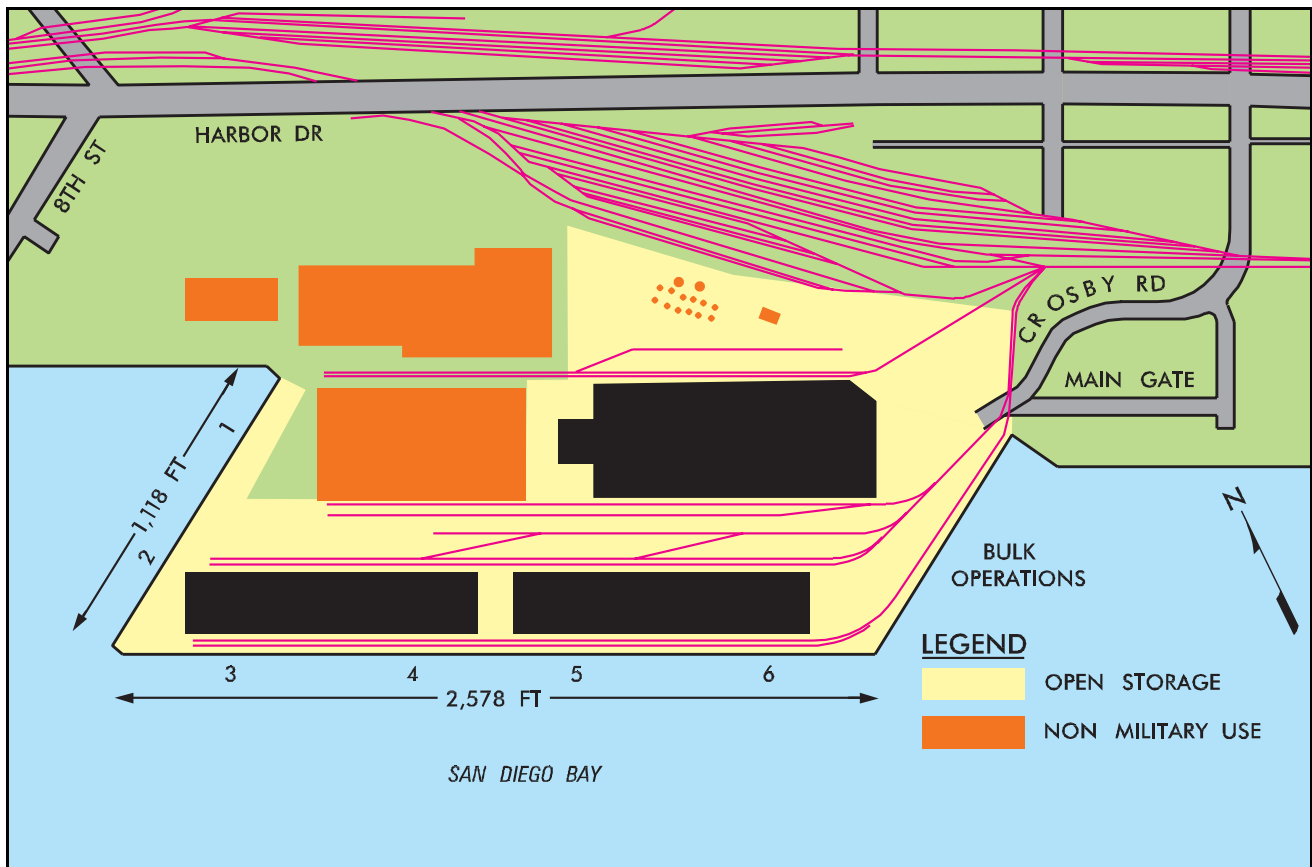 HARBOR DR
8TH ST
CROSBY RD
MAIN GATE
1
1,118 FT
2
N
BULK
OPERATIONS
LEGEND
3
4
5
6
OPEN STORAGE
2,578 FT
NON MILITARY USE
SAN DIEGO BAY